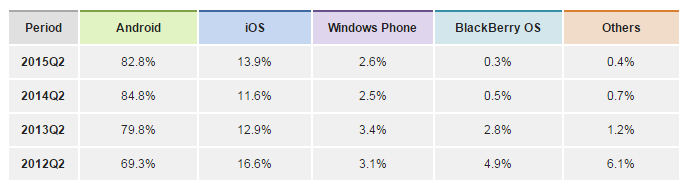 Period Android iOS Windows Phone BlackBerry OS Others
2015Q2 82.8% 13.9% 2.6% 0.3% 0.4%
2014Q2 84.8% 11.6% 2.5% 0.5% 0.7%
2013Q2 79.8% 12.9% 3.4% 2.8% 1.2%
2012Q2 69.3% 16.6% 3.1% 4.9% 6.1%